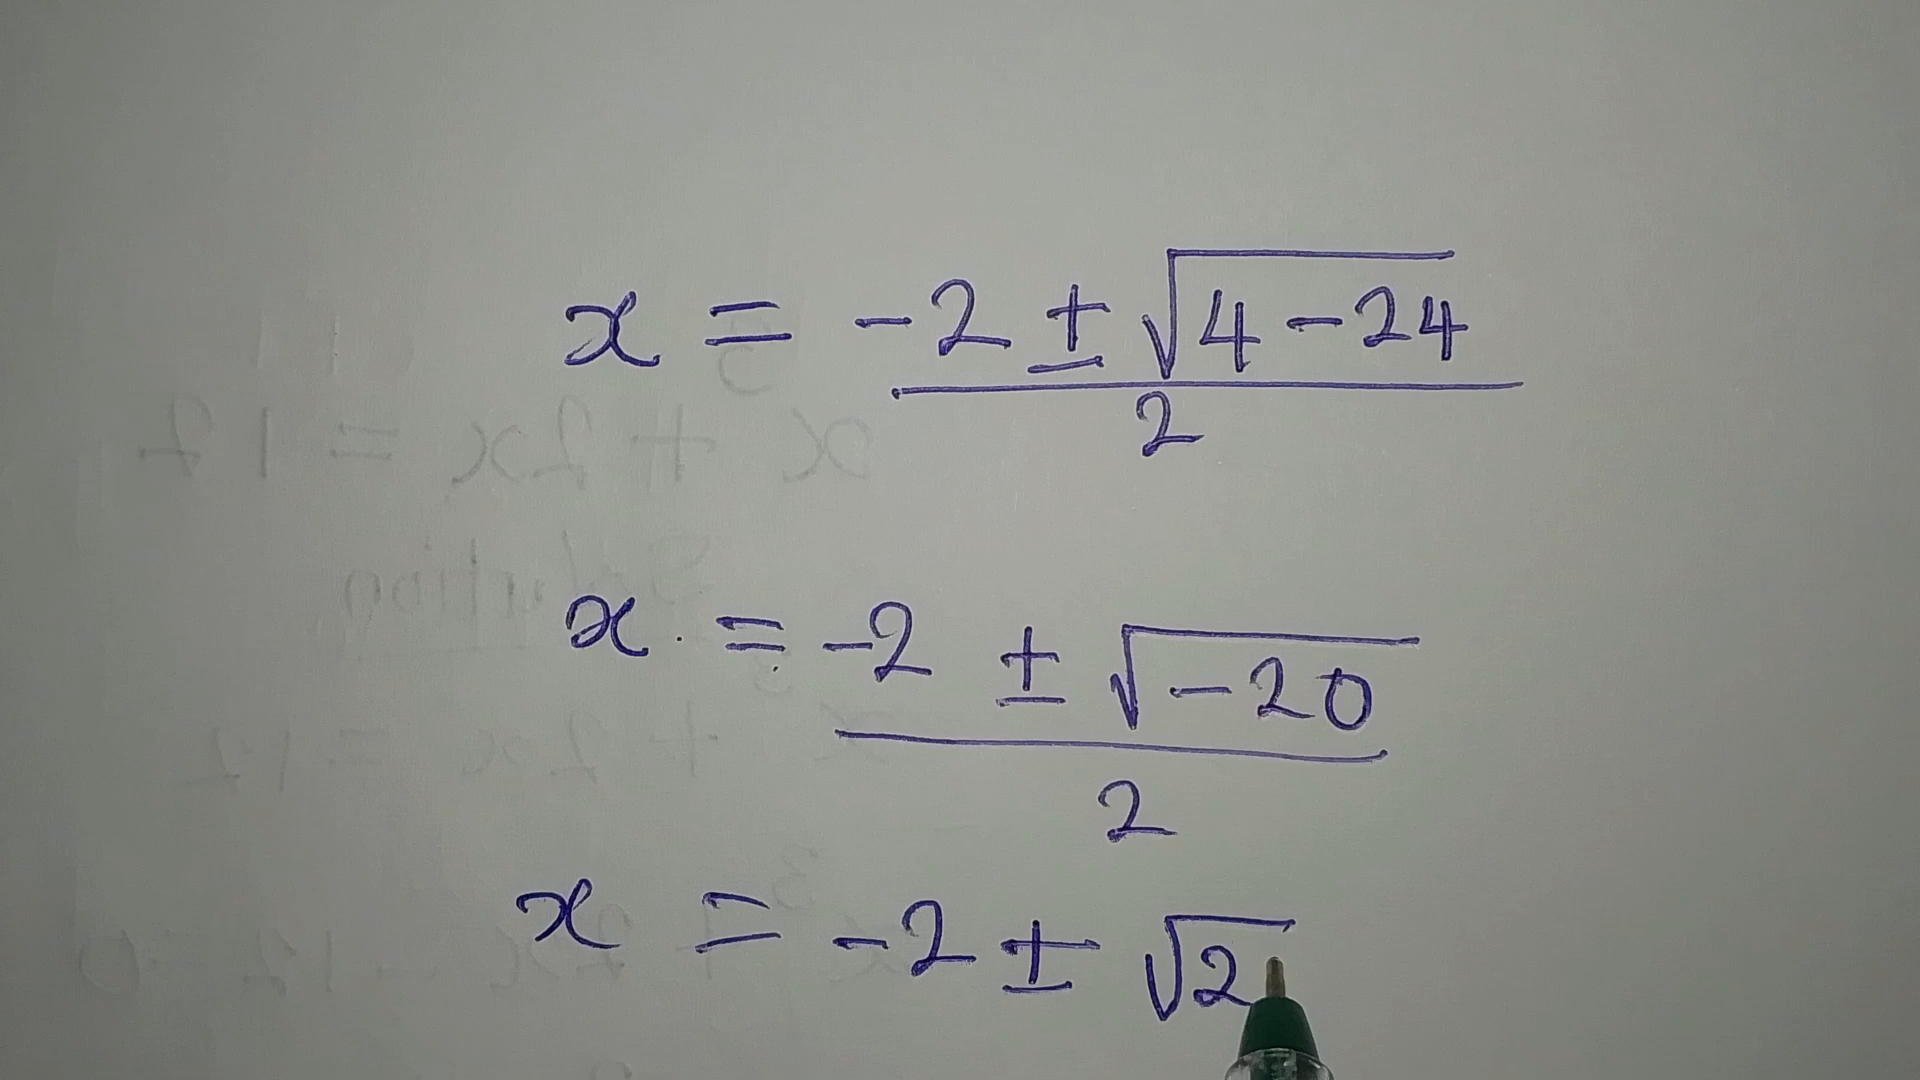 x = -2 ± √4-24
2
x = -2 ± √-20
2
x = -2 ± √2